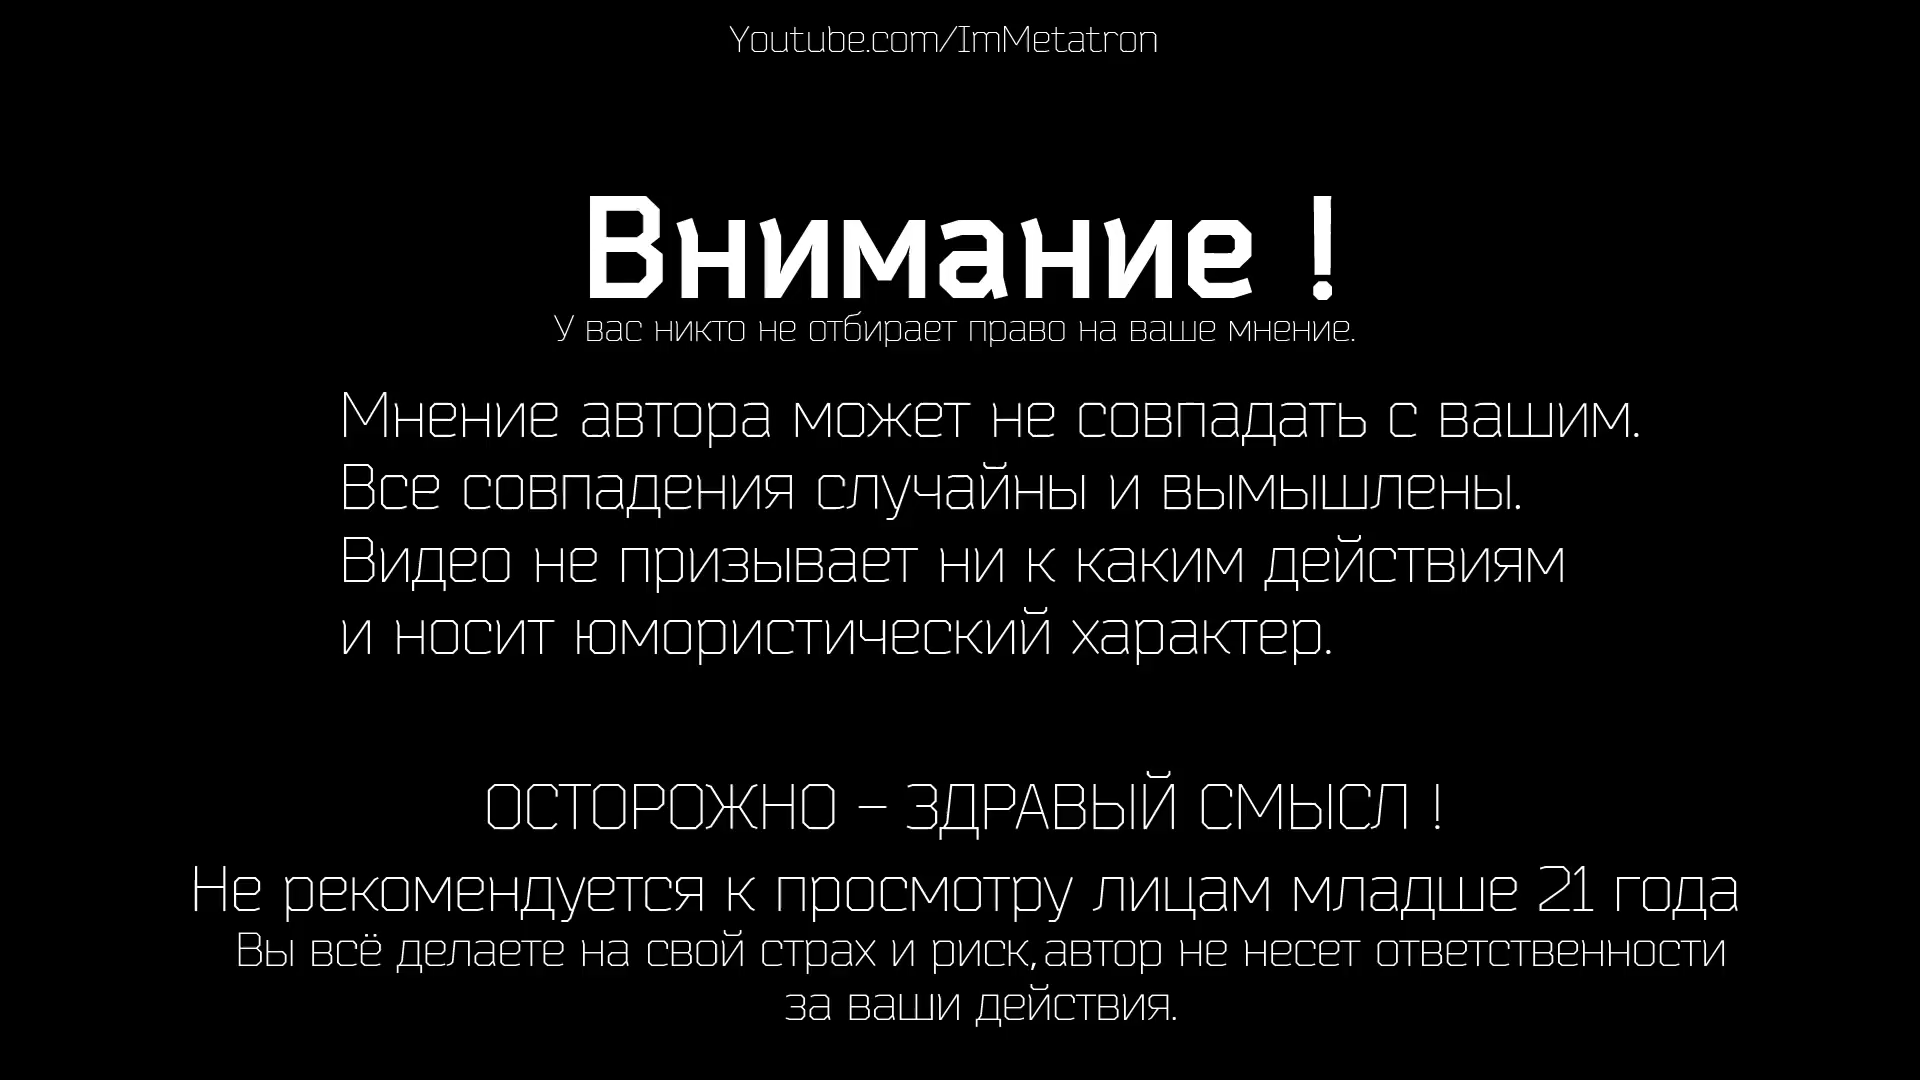 Youtube.com/ImMetatron
Внимание !
У вас никто не отбирает право на ваше мнение.
Мнение автора может не совпадать с вашим.
Все совпадения случайны и вымышлены.
Видео не призывает ни к каким действиям
и носит юмористический характер.
ОСТОРОЖНО – ЗДРАВЫЙ СМЫСЛ !
Не рекомендуется к просмотру лицам младше 21 года
Вы всё делаете на свой страх и риск,автор не несет ответственности
за ваши действия.